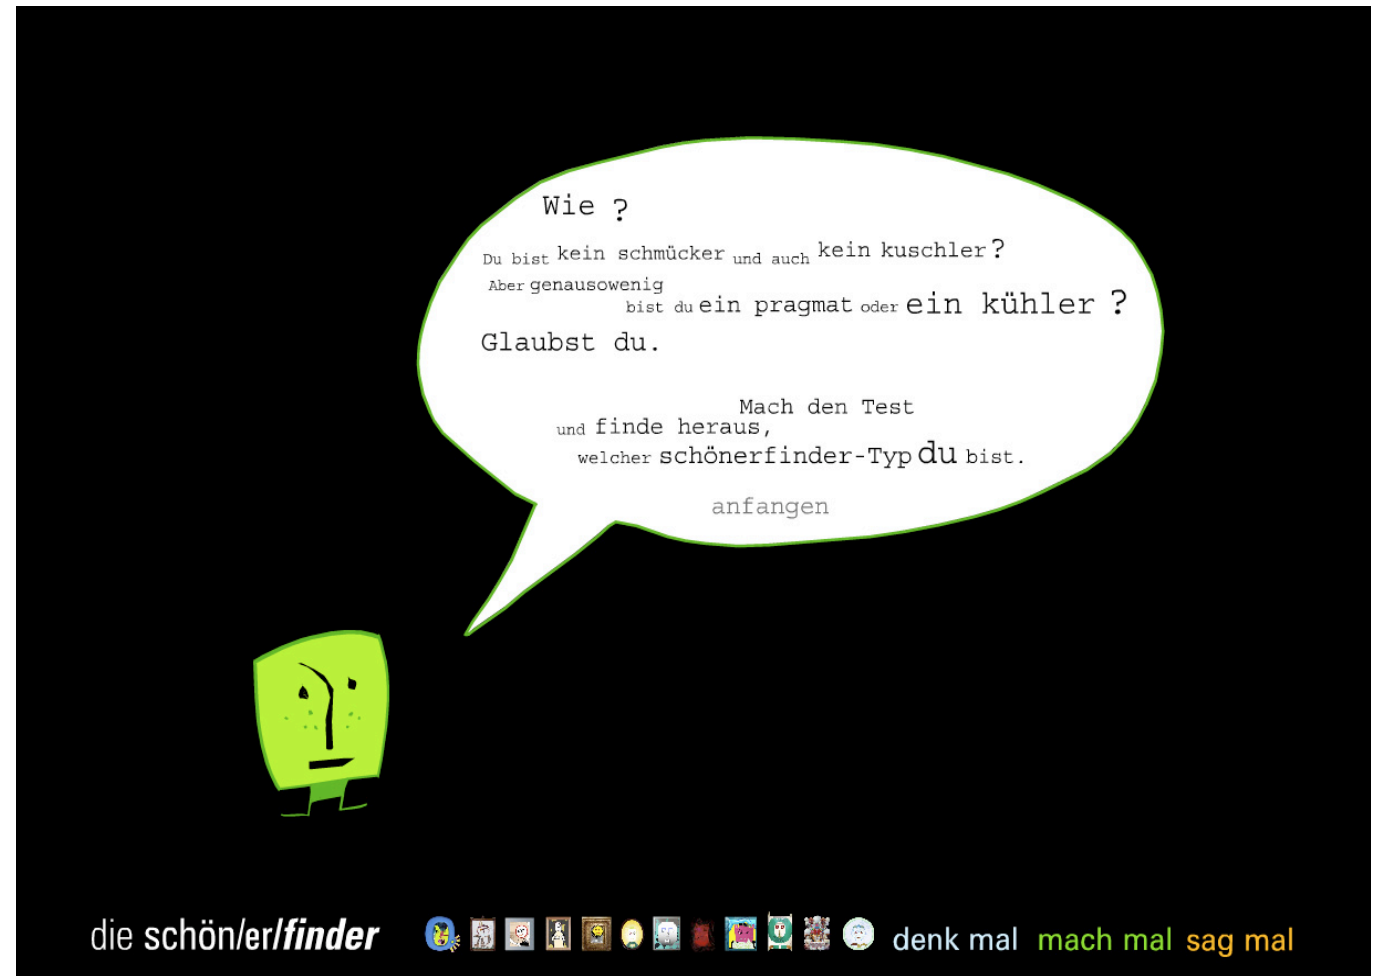 Wie ?
Du bist kein schmücker und auch kein kuschler ?
Aber genausowenig
bist du ein pragmat oder ein kühler ?
Glaubst du.
Mach den Test
und finde heraus,
welcher schönerfinder-Typ du bist.
anfangen
die schön/er/finder denk mal mach mal sag mal